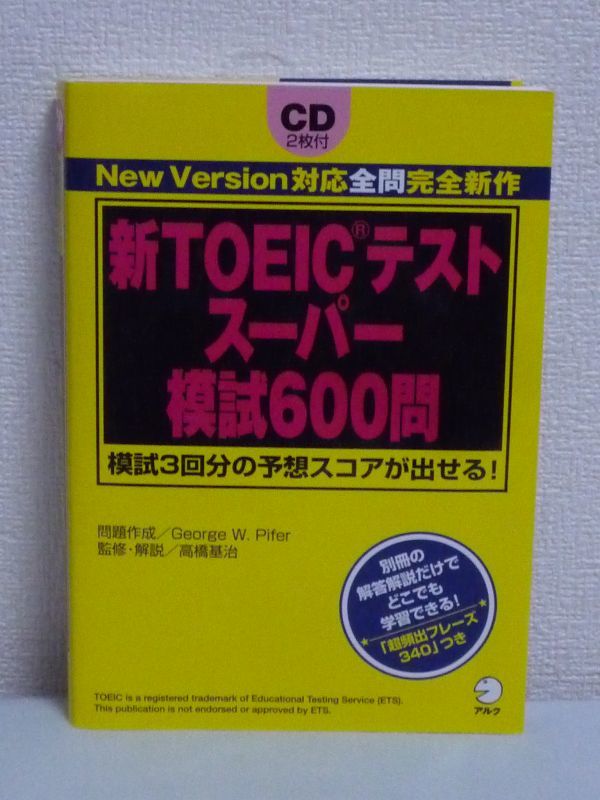 CD
2枚付
New Version対応全問完全新作
新TOEIC®テスト
スーパー
模試600問
模試3回分の予想スコアが出せる!
問題作成/George W. Pifer
監修・解説/高橋基治
別冊の
解答解説だけで
どこでも
学習できる!
★「超頻出フレーズ★
340」つき
アルク
TOEIC is a registered trademark of Educational Testing Service (ETS).
This publication is not endorsed or approved by ETS.